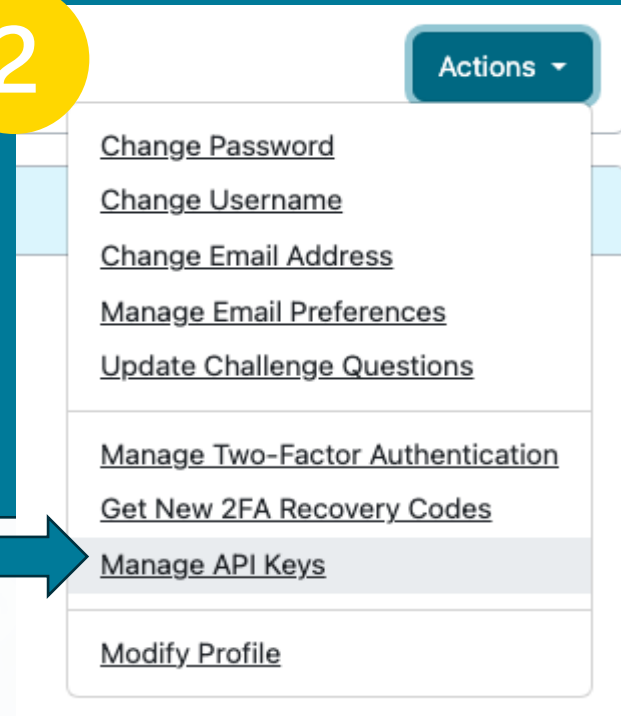 2
Actions
Change Password
Change Username
Change Email Address
Manage Email Preferences
Update Challenge Questions
Manage Two-Factor Authentication
Get New 2FA Recovery Codes
Manage API Keys
Modify Profile